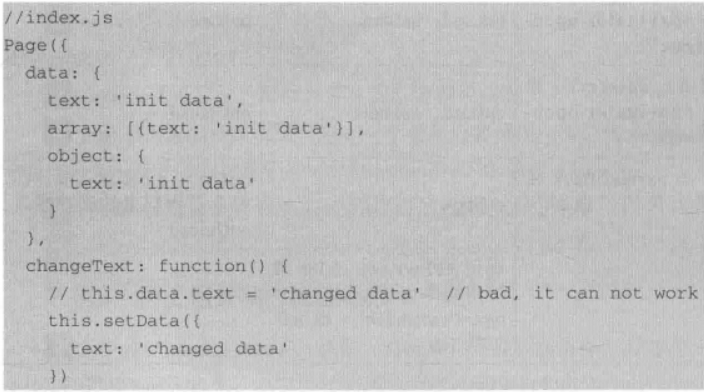 //index.js
Page({
  data: {
    text: 'init data',
    array: [{text: 'init data'}],
    object: {
      text: 'init data'
    }
  },
  changeText: function() {
    // this.data.text = 'changed data'  // bad, it can not work
    this.setData({
      text: 'changed data'
    })